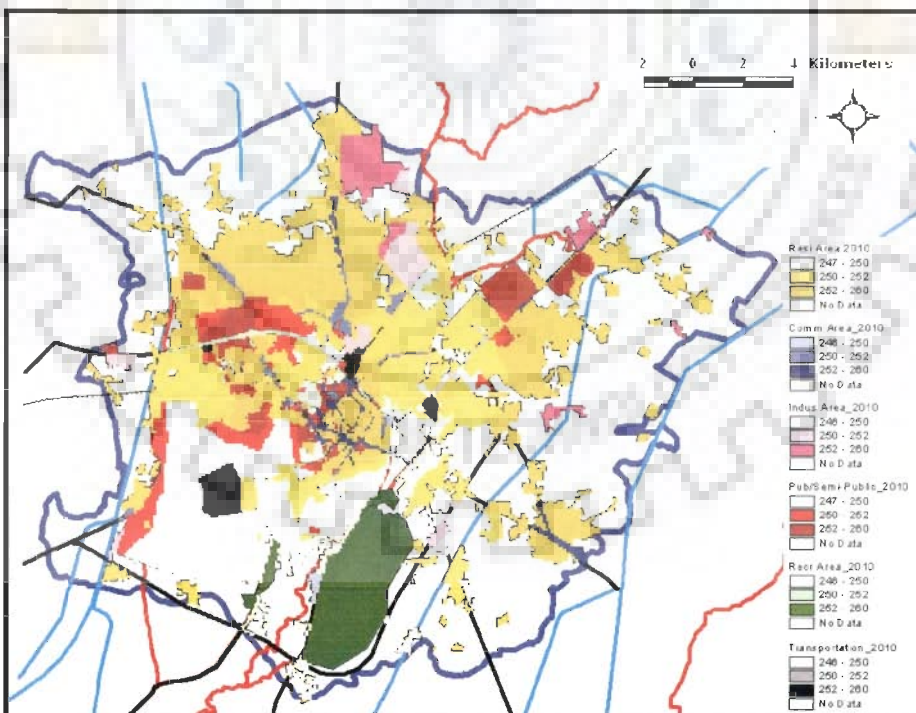 2 0 2 4 Kilometers
Resi Area 2010
247 - 250
250 - 252
252 - 260
No Data
Comm Area_2010
246 - 250
250 - 252
252 - 260
No Data
Indus Area_2010
246 - 250
250 - 252
252 - 260
No Data
Pub/Semi Public_2010
247 - 250
250 - 252
252 - 260
No Data
Recr Area_2010
246 - 250
250 - 252
252 - 260
No Data
Transportation_2010
246 - 250
250 - 252
252 - 260
No Data